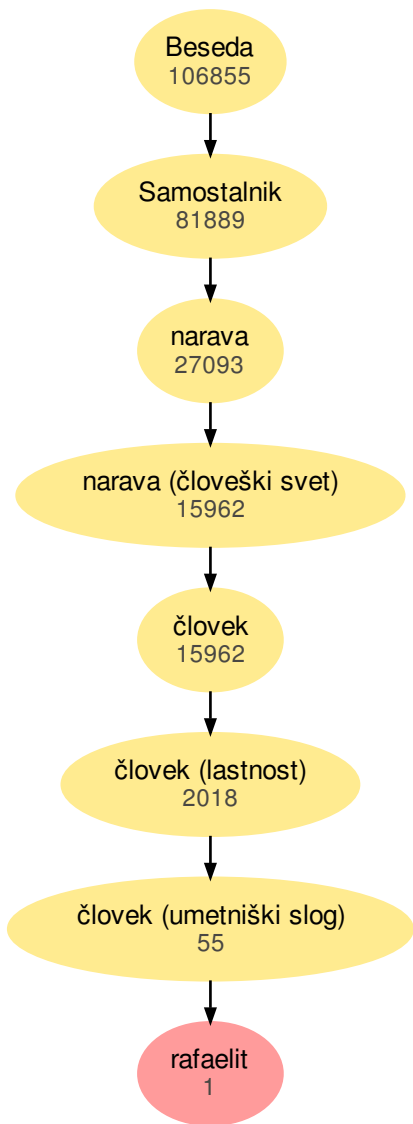 Beseda
106855
Samostalnik
81889
narava
27093
narava (človeški svet)
15962
človek
15962
človek (lastnost)
2018
človek (umetniški slog)
55
rafaelit
1